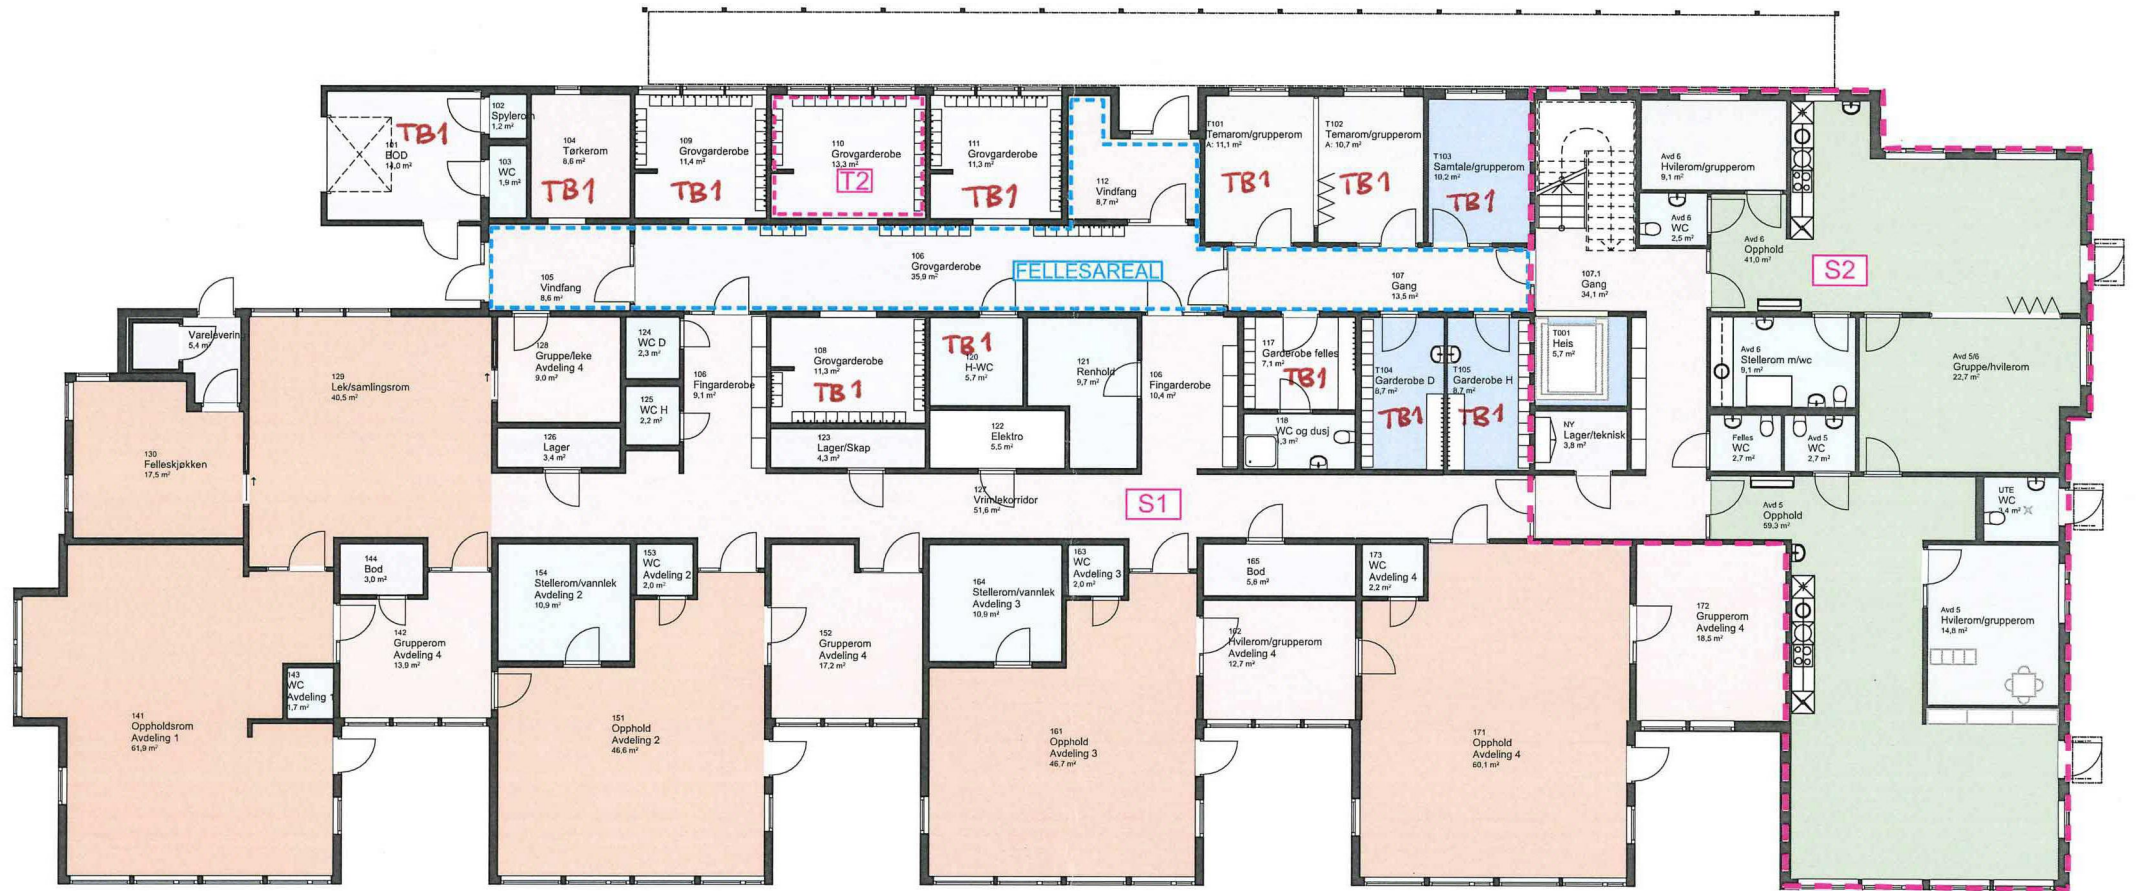 101
BOD
14,0 m²
TB1
102
Spylerom
1,2 m²
103
WC
1,9 m²
104
Tørkerom
8,6 m²
TB1
109
Grovgarderobe
11,4 m²
TB1
110
Grovgarderobe
13,3 m²
T2
111
Grovgarderobe
11,3 m²
TB1
112
Vindfang
8,7 m²
T101
Temarom/grupperom
A: 11,1 m²
TB1
T102
Temarom/grupperom
A: 10,7 m²
TB1
T103
Samtale/grupperom
10,2 m²
TB1
Avd 6
Hvilerom/grupperom
9,1 m²
Avd 6
WC
2,5 m²
Avd 6
Opphold
41,0 m²
S2
105
Vindfang
8,6 m²
106
Grovgarderobe
35,9 m²
FELLESAREAL
107
Gang
13,5 m²
107.1
Gang
34,1 m²
Varelevering
5,4 m²
129
Lek/samlingsrom
40,5 m²
128
Gruppe/leke
Avdeling 4
9,0 m²
124
WC D
2,3 m²
125
WC H
2,2 m²
106
Fingarderobe
9,1 m²
108
Grovgarderobe
11,3 m²
TB1
TB1
120
H-WC
5,7 m²
121
Renhold
9,7 m²
106
Fingarderobe
10,4 m²
117
Garderobe felles
7,1 m²
TB1
T104
Garderobe D
8,7 m²
TB1
T105
Garderobe H
8,7 m²
TB1
T001
Heis
5,7 m²
Avd 6
Stellerom m/wc
9,1 m²
Avd 5/6
Gruppe/hvilerom
22,7 m²
130
Felleskjøkken
17,5 m²
126
Lager
3,4 m²
123
Lager/Skap
4,3 m²
122
Elektro
5,5 m²
118
WC og dusj
4,3 m²
NY
Lager/teknisk
3,8 m²
Felles
WC
2,7 m²
Avd 5
WC
2,7 m²
127
Vrimlekorridor
51,6 m²
S1
Avd 5
Opphold
59,3 m²
UTE
WC
3,4 m²
144
Bod
3,0 m²
154
Stellerom/vannlek
Avdeling 2
10,9 m²
153
WC
Avdeling 2
2,0 m²
164
Stellerom/vannlek
Avdeling 3
10,9 m²
163
WC
Avdeling 3
2,0 m²
165
Bod
5,8 m²
173
WC
Avdeling 4
2,2 m²
142
Grupperom
Avdeling 4
13,9 m²
152
Grupperom
Avdeling 4
17,2 m²
162
Hvilerom/grupperom
Avdeling 4
12,7 m²
172
Grupperom
Avdeling 4
18,5 m²
Avd 5
Hvilerom/grupperom
14,8 m²
143
WC
Avdeling 1
1,7 m²
141
Oppholdsrom
Avdeling 1
61,9 m²
151
Opphold
Avdeling 2
46,6 m²
161
Opphold
Avdeling 3
46,7 m²
171
Opphold
Avdeling 4
60,1 m²